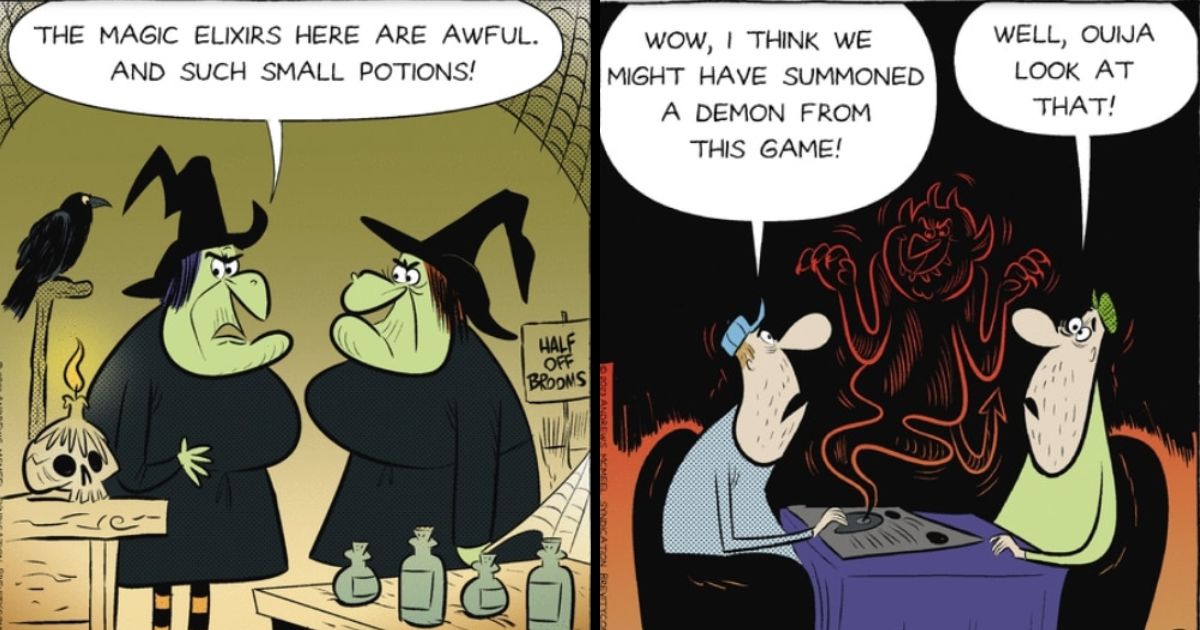 THE MAGIC ELIXIRS HERE ARE AWFUL.
AND SUCH SMALL POTIONS!
HALF
OFF
BROOMS
WOW, I THINK WE
MIGHT HAVE SUMMONED
A DEMON FROM
THIS GAME!
WELL, OUIJA
LOOK AT
THAT!